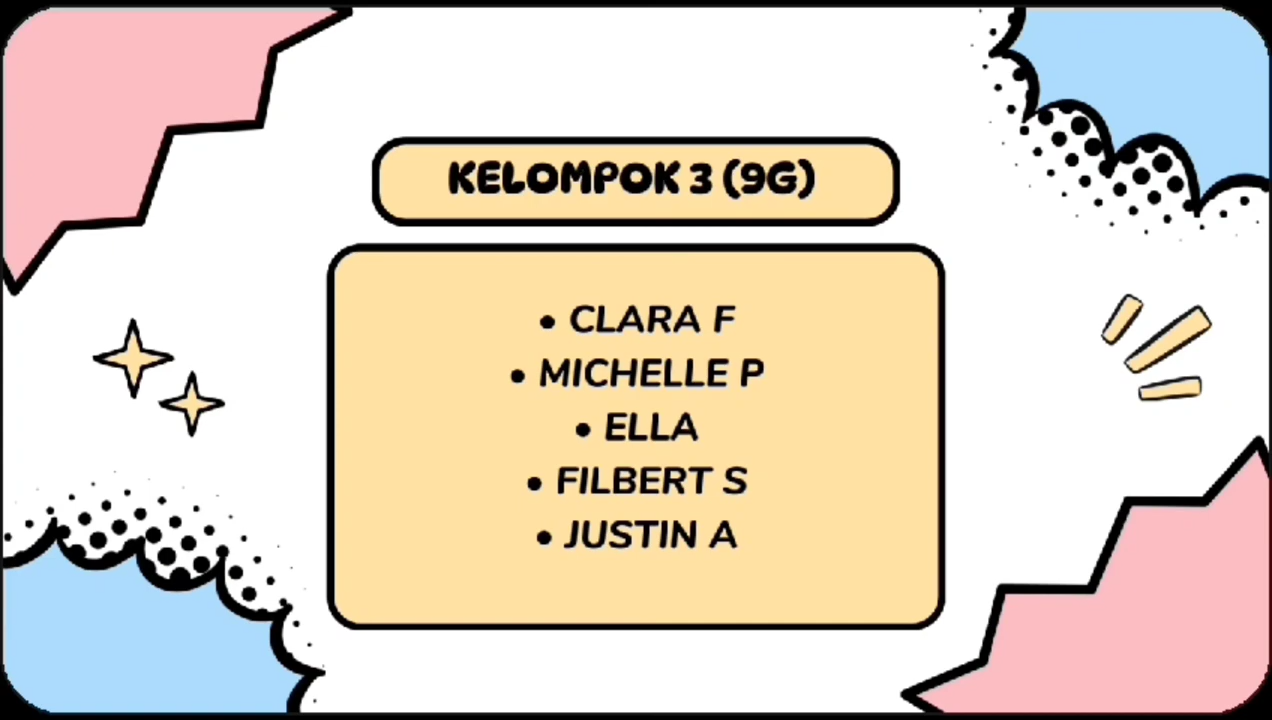 KELOMPOK 3 (9G)
• CLARA F
• MICHELLE P
• ELLA
• FILBERT S
• JUSTIN A